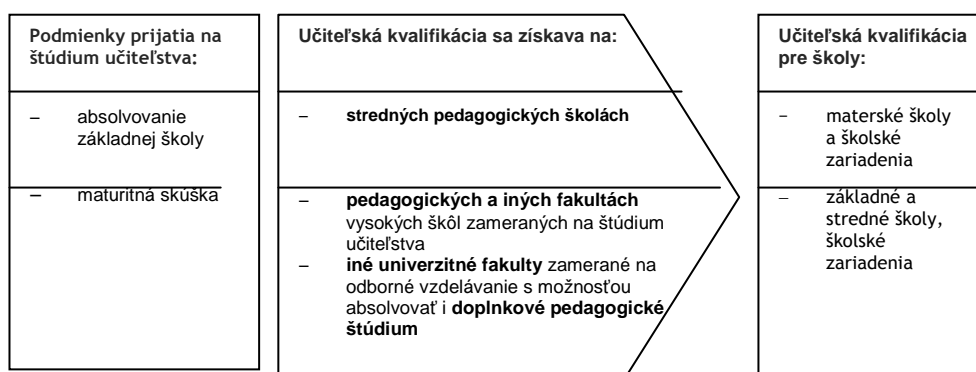 Podmienky prijatia na
štúdium učiteľstva:
– absolvovanie
základnej školy
– maturitná skúška
Učiteľská kvalifikácia sa získava na:
– stredných pedagogických školách
– pedagogických a iných fakultách
vysokých škôl zameraných na štúdium
učiteľstva
– iné univerzitné fakulty zamerané na
odborné vzdelávanie s možnosťou
absolvovať i doplnkové pedagogické
štúdium
Učiteľská kvalifikácia
pre školy:
– materské školy
a školské
zariadenia
– základné a
stredné školy,
školské
zariadenia